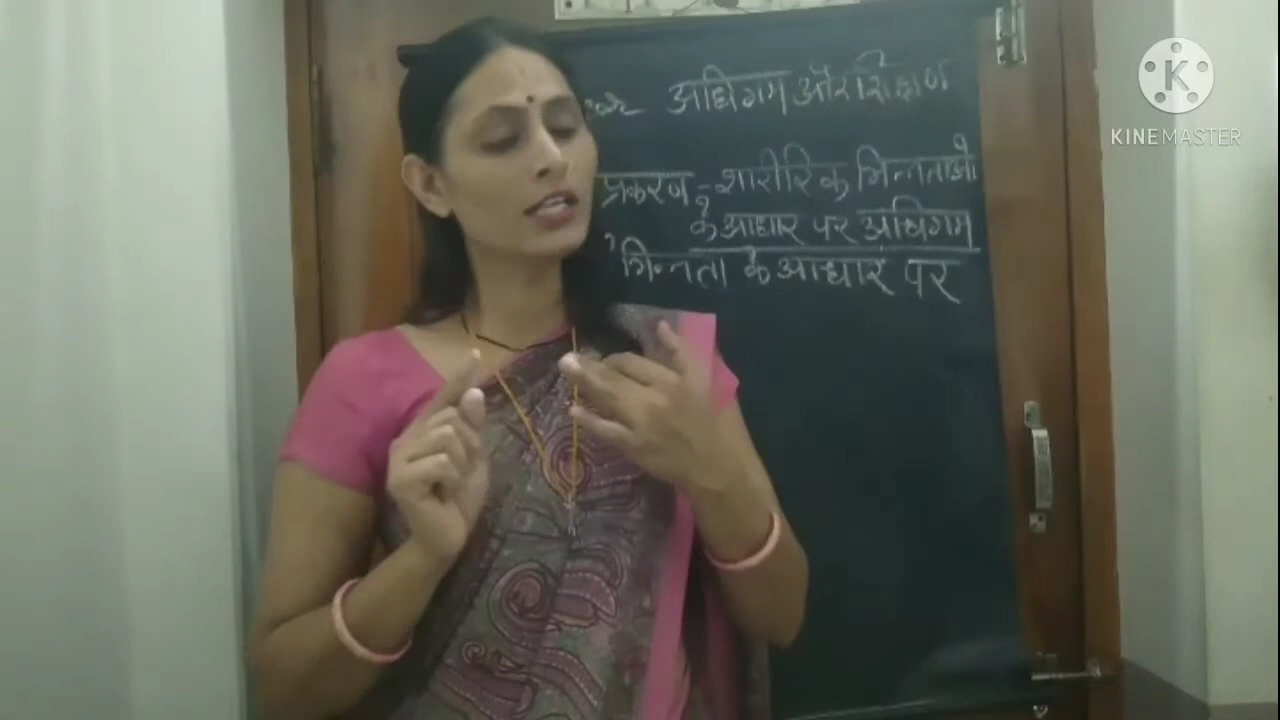 अधिगम और शिक्षण
प्रकरण = शारीरिक भिन्नताओ
के आधार पर अधिगम
भिन्नता के आधार पर
KINEMASTER